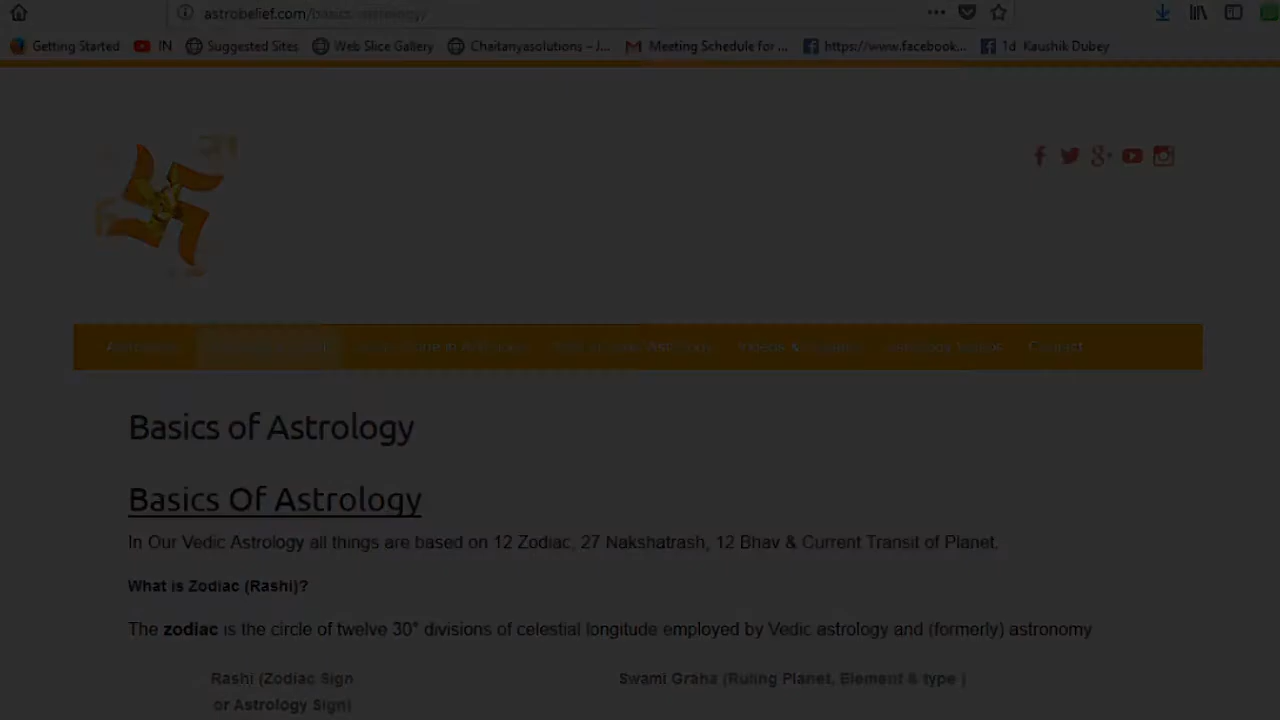 astrobelief.com/basics-astrology
Getting Started IN Suggested Sites Web Slice Gallery Chaitanyasolutions – J... Meeting Schedule for ... https://www.facebook... 1d Kaushik Dubey
Videos & Contact
Basics of Astrology
Basics Of Astrology
In Our Vedic Astrology all things are based on 12 Zodiac, 27 Nakshatrash, 12 Bhav & Current Transit of Planet.
What is Zodiac (Rashi)?
The zodiac is the circle of twelve 30° divisions of celestial longitude employed by Vedic astrology and (formerly) astronomy
Rashi (Zodiac Sign Swami Graha (Ruling Planet, Element & type )
or Astrology Sign)